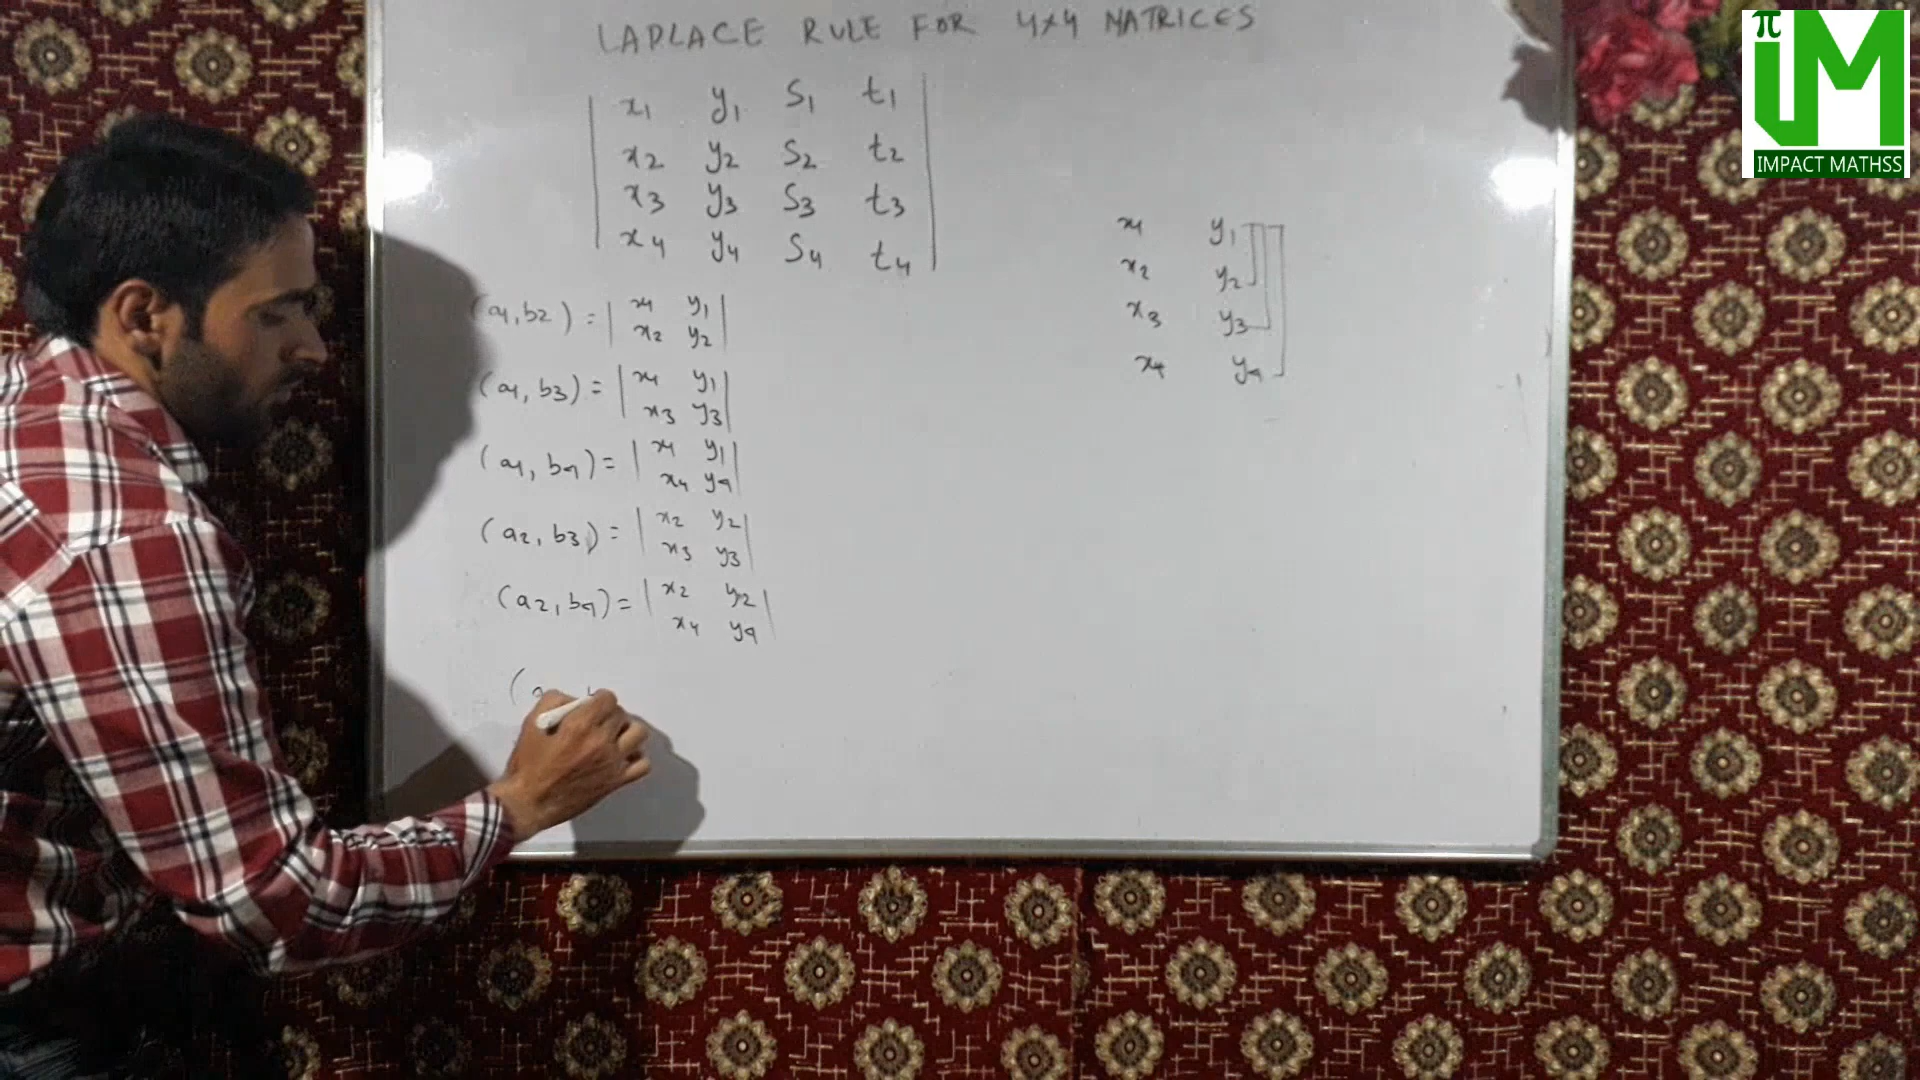 LAPLACE RULE FOR 4x4 MATRICES
x1 y1 S1 t1
x2 y2 S2 t2
x3 y3 S3 t3
x4 y4 S4 t4
(a1, b2) = | x1 y1 |
x2 y2
(a1, b3) = | x1 y1 |
x3 y3
(a1, b4) = | x1 y1 |
x4 y4
(a2, b3) = | x2 y2 |
x3 y3
(a2, b4) = | x2 y2 |
x4 y4
(a
x1 y1
x2 y2
x3 y3
x4 y4
π
iM
IMPACT MATHSS